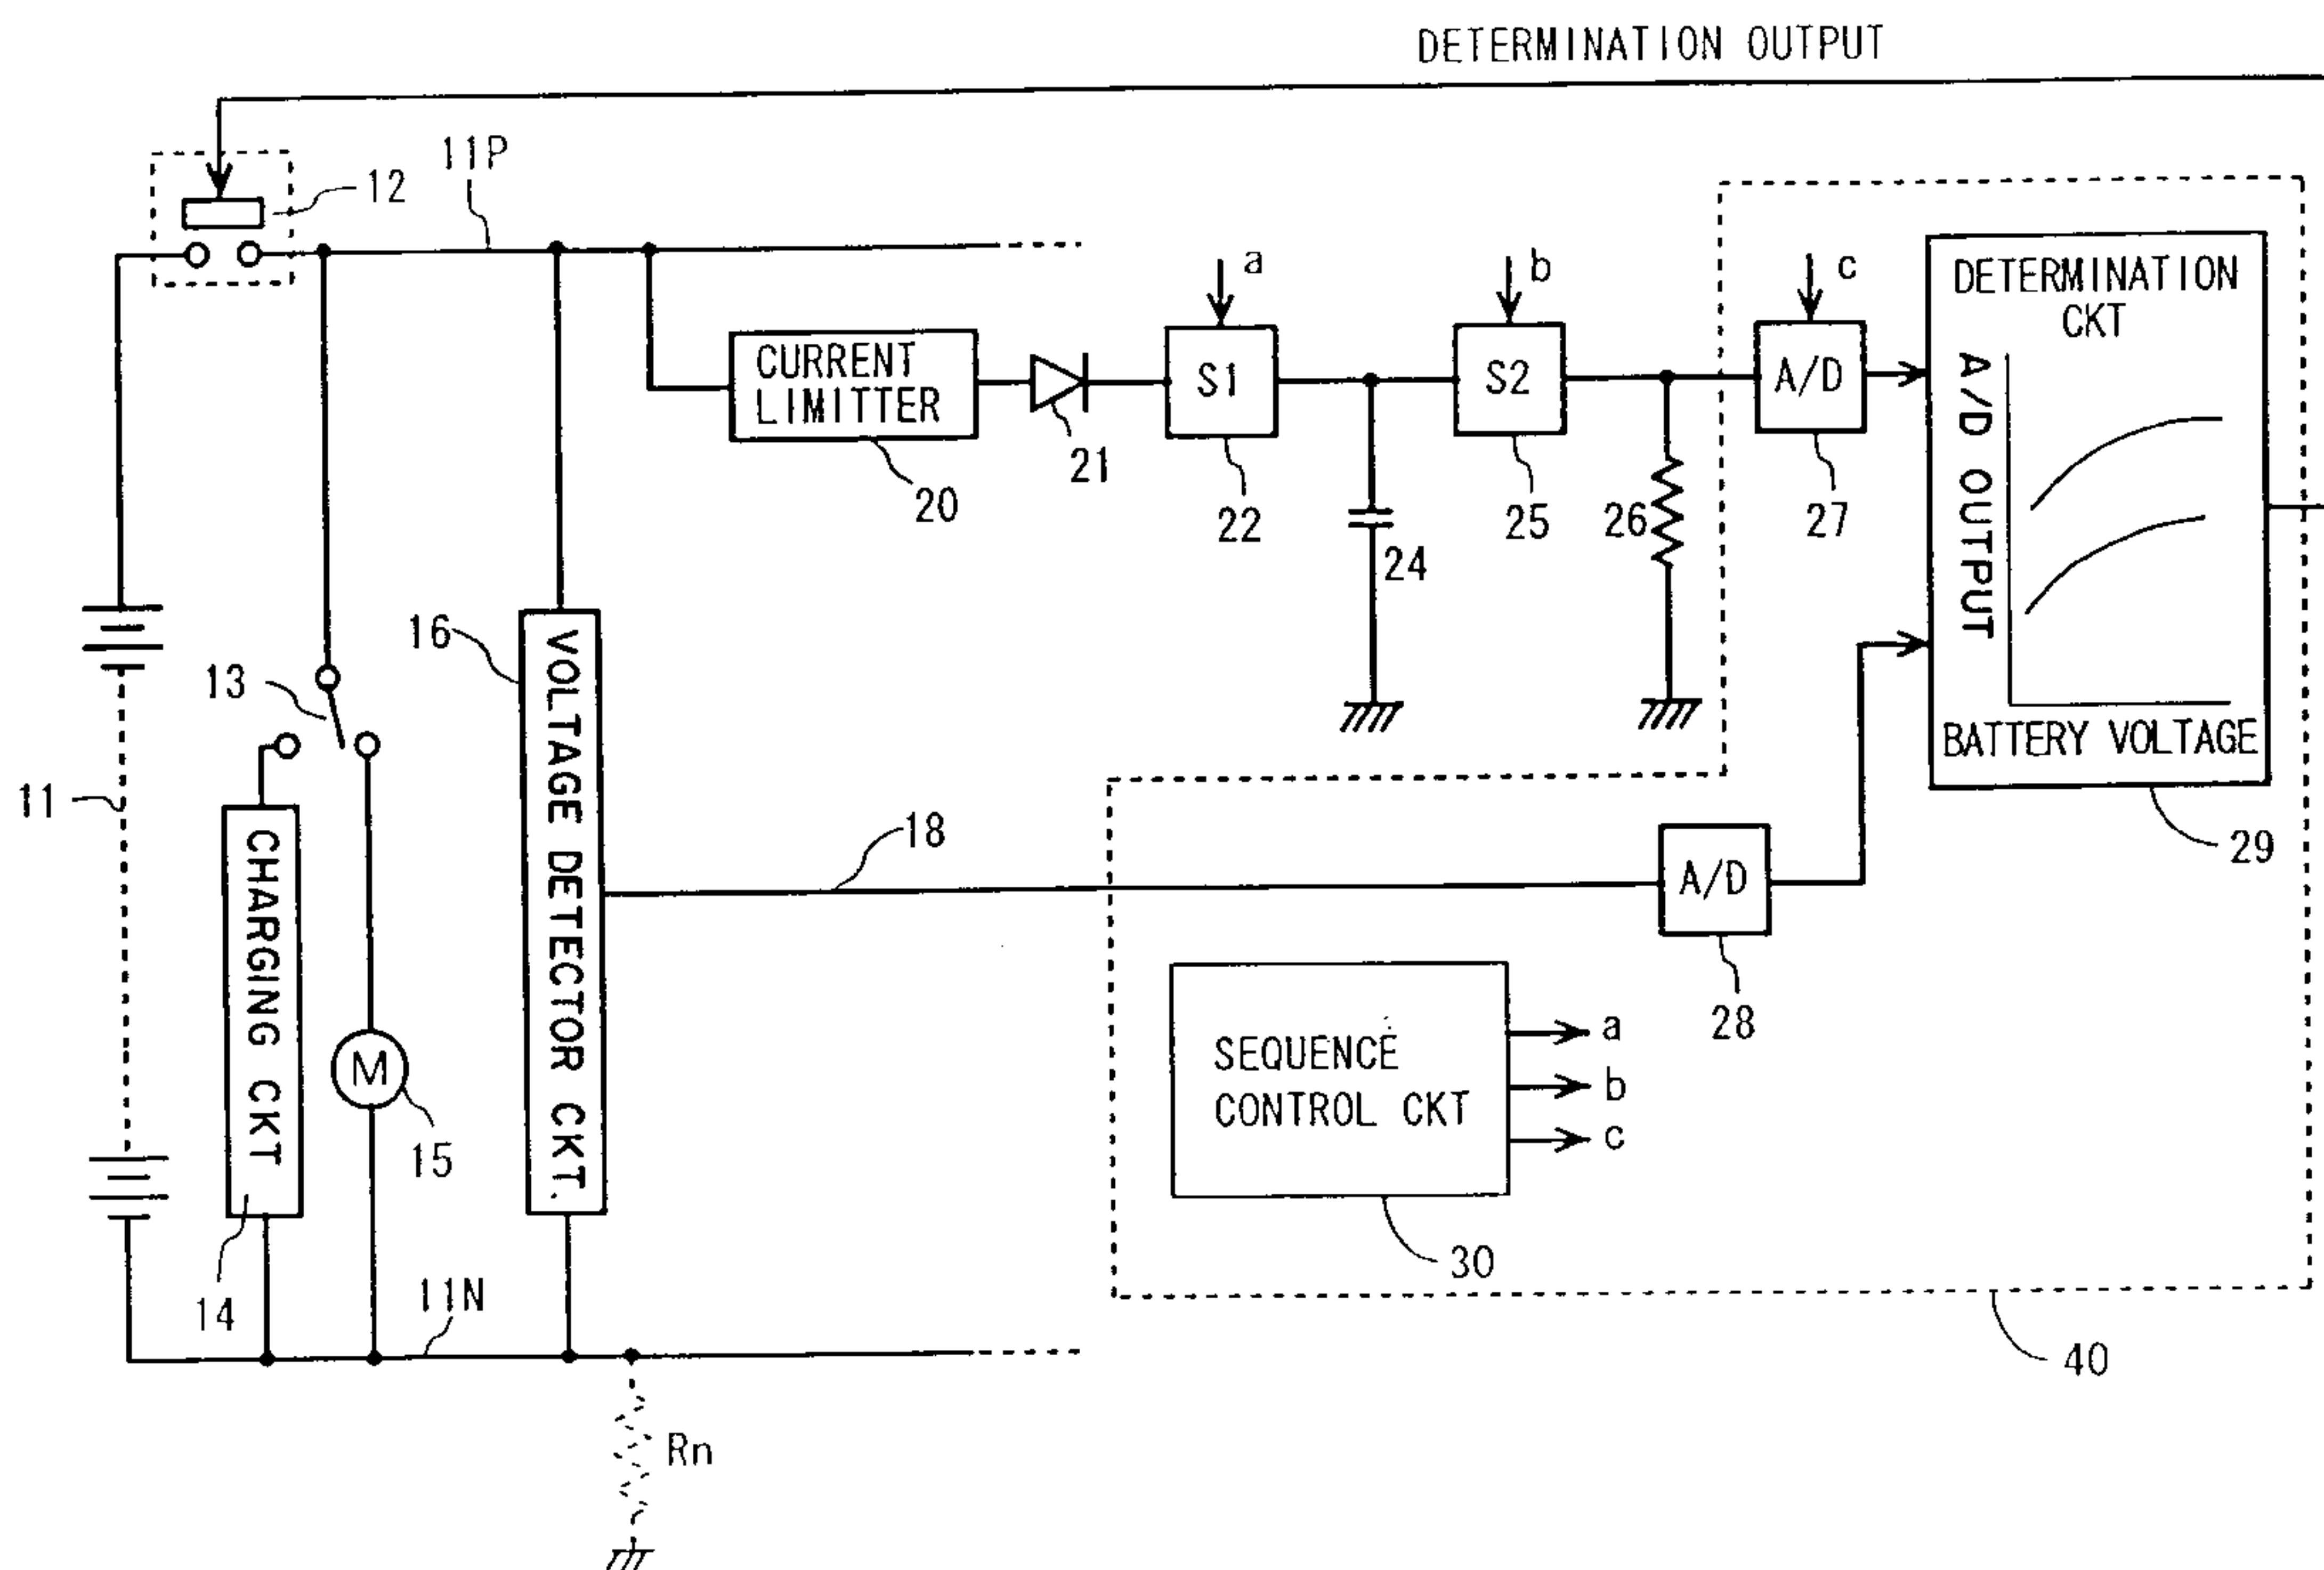 DETERMINATION OUTPUT
11P
12
a
b
c
DETERMINATION
CKT
CURRENT
LIMITTER
S1
S2
A/D
A/D OUTPUT
21
20
22
25
26
27
24
16
VOLTAGE DETECTOR CKT.
13
BATTERY VOLTAGE
11
18
29
CHARGING CKT
A/D
28
M
SEQUENCE
CONTROL CKT
a
b
c
15
30
14
11N
40
Rn